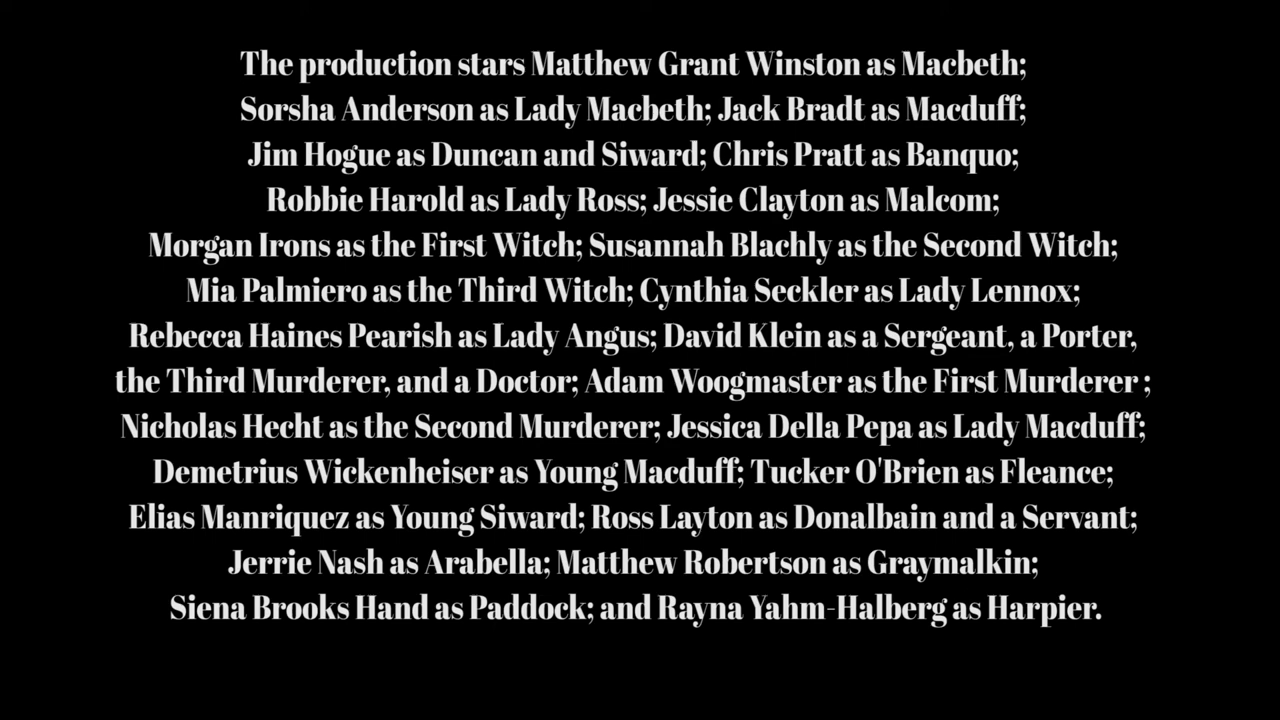 The production stars Matthew Grant Winston as Macbeth;
Sorsha Anderson as Lady Macbeth; Jack Bradt as Macduff;
Jim Hogue as Duncan and Siward; Chris Pratt as Banquo;
Robbie Harold as Lady Ross; Jessie Clayton as Malcom;
Morgan Irons as the First Witch; Susannah Blachly as the Second Witch;
Mia Palmiero as the Third Witch; Cynthia Seckler as Lady Lennox;
Rebecca Haines Pearish as Lady Angus; David Klein as a Sergeant, a Porter,
the Third Murderer, and a Doctor; Adam Woogmaster as the First Murderer ;
Nicholas Hecht as the Second Murderer; Jessica Della Pepa as Lady Macduff;
Demetrius Wickenheiser as Young Macduff; Tucker O'Brien as Fleance;
Elias Manriquez as Young Siward; Ross Layton as Donalbain and a Servant;
Jerrie Nash as Arabella; Matthew Robertson as Graymalkin;
Siena Brooks Hand as Paddock; and Rayna Yahm-Halberg as Harpier.